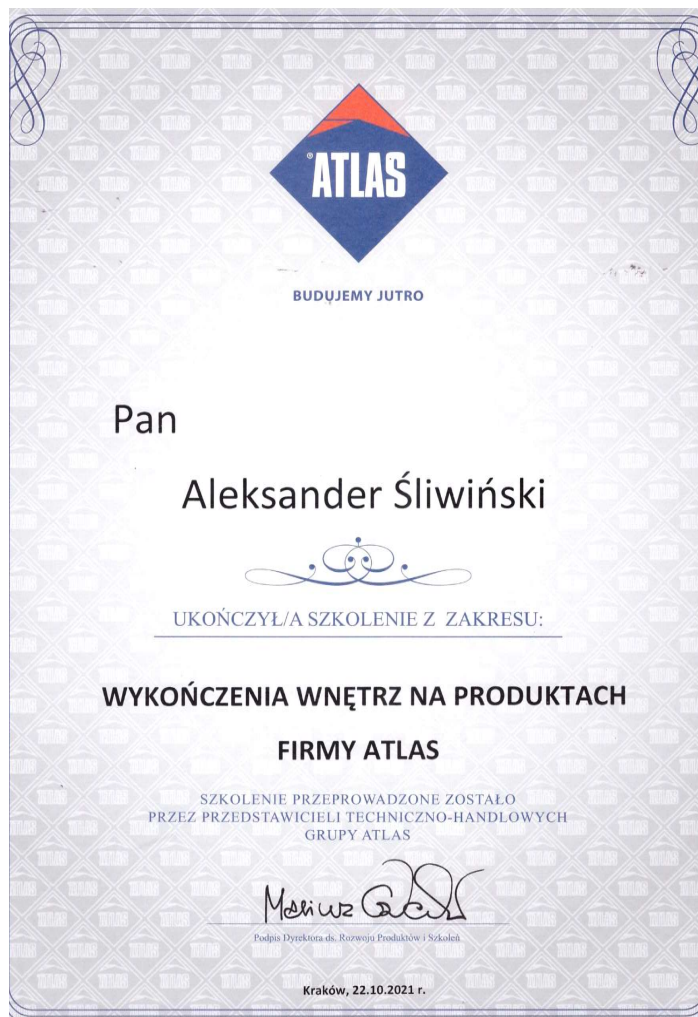 ATLAS
BUDUJEMY JUTRO
Pan
Aleksander Śliwiński
UKOŃCZYŁ/A SZKOLENIE Z ZAKRESU:
WYKOŃCZENIA WNĘTRZ NA PRODUKTACH
FIRMY ATLAS
SZKOLENIE PRZEPROWADZONE ZOSTAŁO
PRZEZ PRZEDSTAWICIELI TECHNICZNO-HANDLOWYCH
GRUPY ATLAS
Mariusz
Podpis Dyrektora ds. Rozwoju Produktów i Szkoleń
Kraków, 22.10.2021 r.